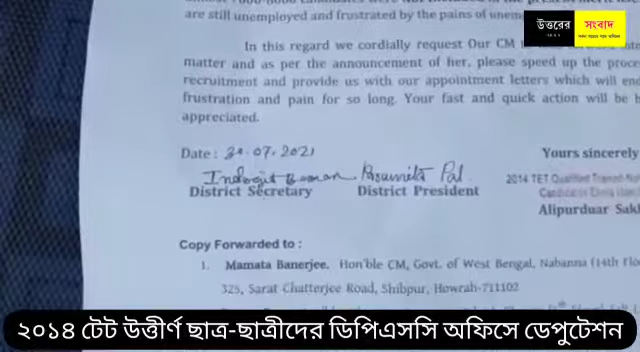 are still unemployed and frustrated by the pains of
উত্তরের সংবাদ
In this regard we cordially request Our CM
matter and as per the announcement of her, please speed up the
recruitment and provide us with our appointment letters which will
frustration and pain for so long. Your fast and quick action will be
appreciated.
Date : 30.07.2021
Yours sincerely
District Secretary District President
2014 TET Qualified Trained
Alipurduar
Copy Forwarded to :
1. Mamata Banerjee. Hon'ble CM, Govt. of West Bengal, Nabanna (14th
325, Sarat Chatterjee Road, Shibpur, Howrah-711102
২০১৪ টেট উত্তীর্ণ ছাত্র-ছাত্রীদের ডিপিএসসি অফিসে ডেপুটেশন